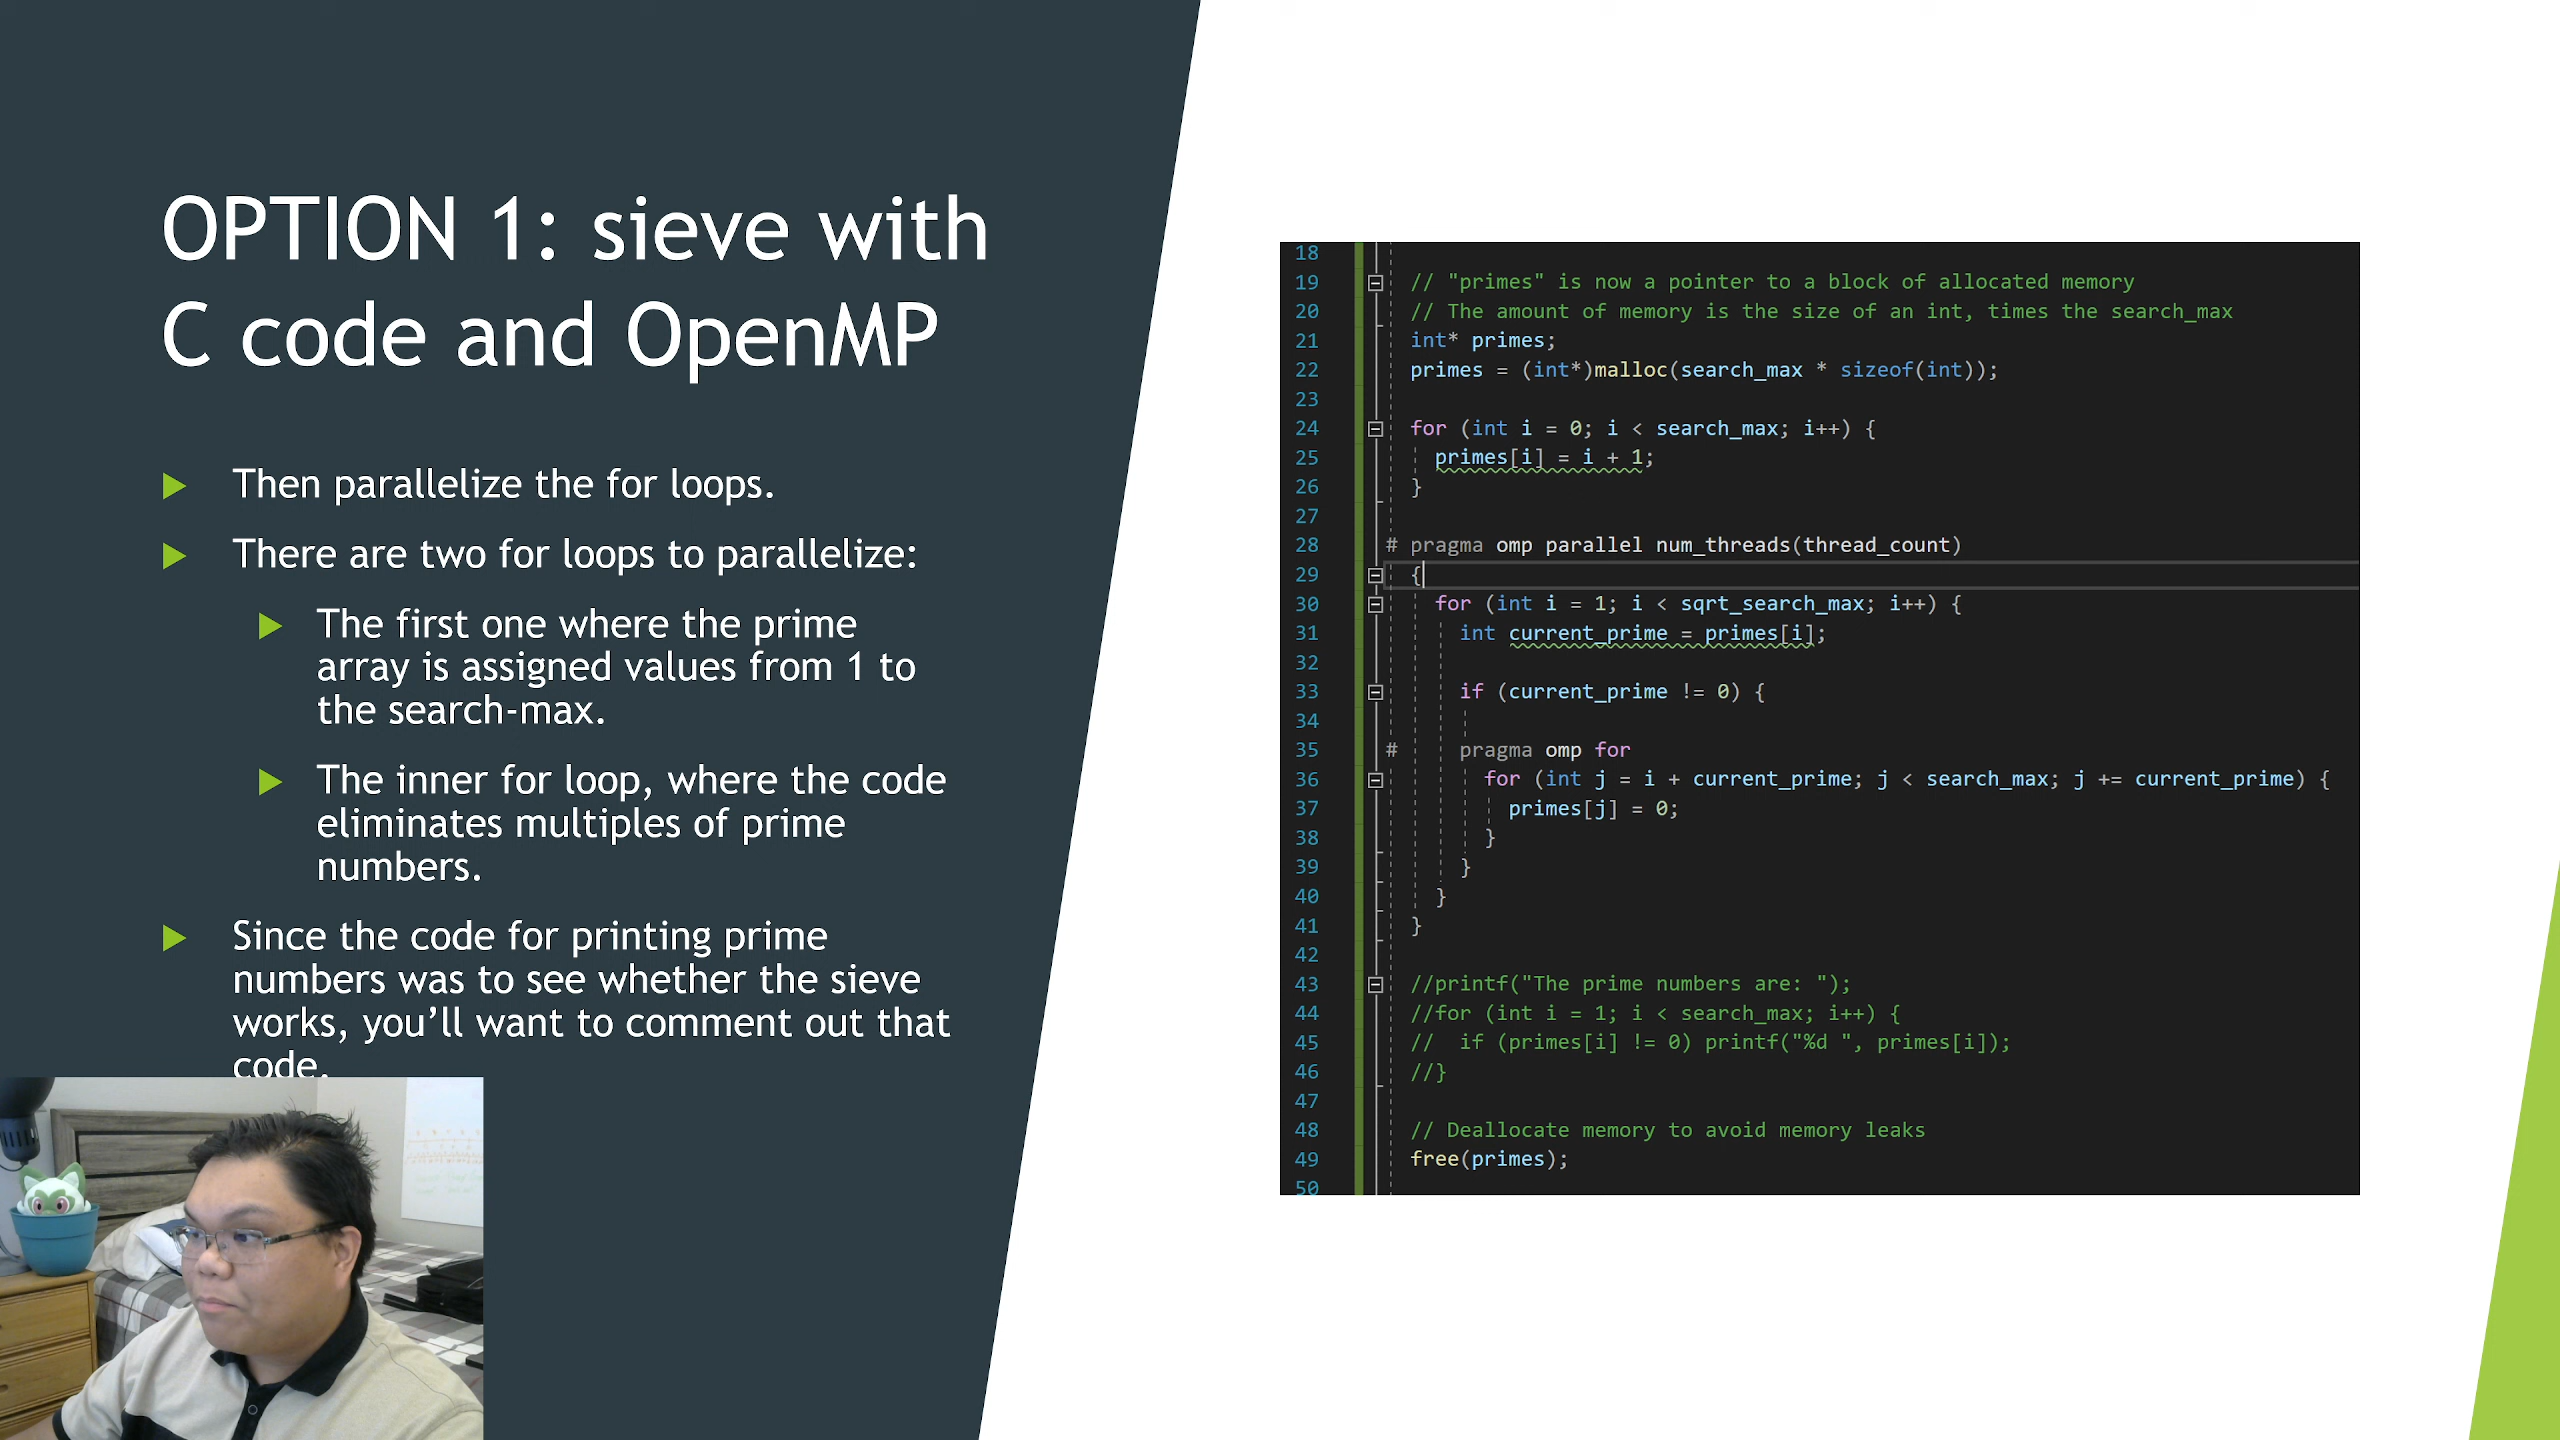 OPTION 1: sieve with
C code and OpenMP
Then parallelize the for loops.
There are two for loops to parallelize:
The first one where the prime
array is assigned values from 1 to
the search-max.
The inner for loop, where the code
eliminates multiples of prime
numbers.
Since the code for printing prime
numbers was to see whether the sieve
works, you’ll want to comment out that
code.
18
19 // "primes" is now a pointer to a block of allocated memory
20 // The amount of memory is the size of an int, times the search_max
21 int* primes;
22 primes = (int*)malloc(search_max * sizeof(int));
23
24 for (int i = 0; i < search_max; i++) {
25 primes[i] = i + 1;
26 }
27
28 # pragma omp parallel num_threads(thread_count)
29 {
30 for (int i = 1; i < sqrt_search_max; i++) {
31 int current_prime = primes[i];
32
33 if (current_prime != 0) {
34
35 # pragma omp for
36 for (int j = i + current_prime; j < search_max; j += current_prime) {
37 primes[j] = 0;
38 }
39 }
40 }
41 }
42
43 //printf("The prime numbers are: ");
44 //for (int i = 1; i < search_max; i++) {
45 // if (primes[i] != 0) printf("%d ", primes[i]);
46 //}
47
48 // Deallocate memory to avoid memory leaks
49 free(primes);
50